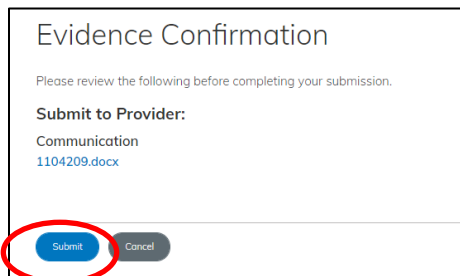 Evidence Confirmation
Please review the following before completing your submission.
Submit to Provider:
Communication
1104209.docx
Submit Cancel